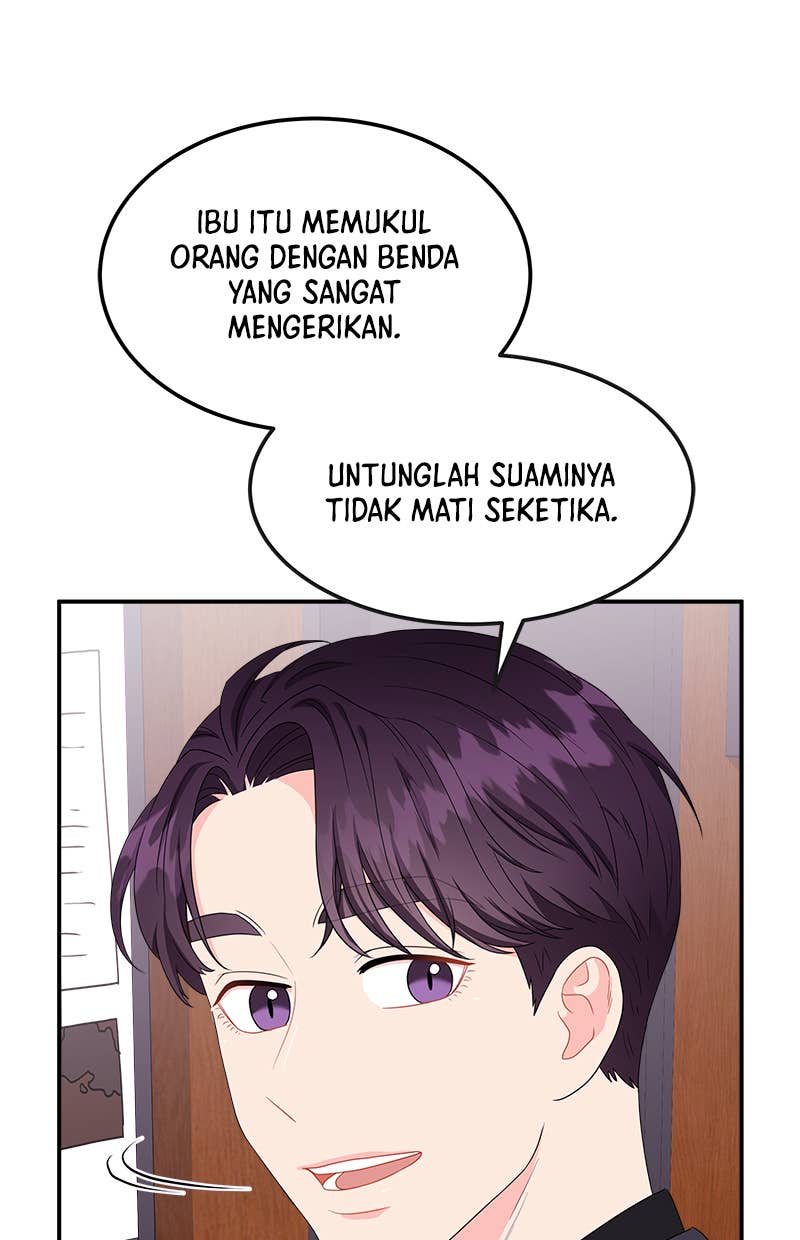 IBU ITU MEMUKUL
ORANG DENGAN BENDA
YANG SANGAT
MENGERIKAN.
UNTUNGLAH SUAMINYA
TIDAK MATI SEKETIKA.